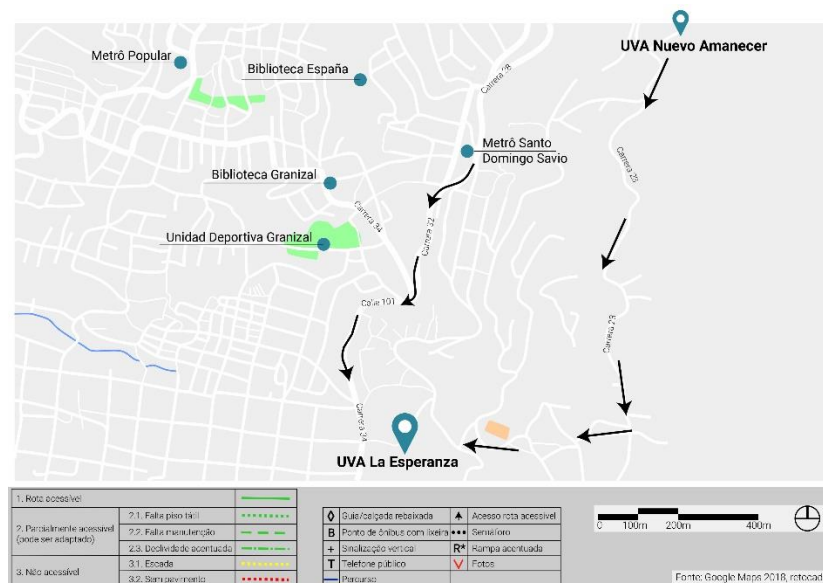 UVA Nuevo Amanecer
Metrô Popular
Biblioteca España
Carrera 28
Metrô Santo
Domingo Savio
Carrera 25
Biblioteca Granizal
Carrera 34
Carrera 32
Unidad Deportiva Granizal
Calle 101
Carrera 23
Carrera 34
UVA La Esperanza
1. Rota acessível
2. Parcialmente acessível
(pode ser adaptado)
2.1. Falta piso tátil
2.2. Falta manutenção
2.3. Declividade acentuada
3. Não acessível
3.1. Escada
3.2. Sem pavimento
◊ Guia/calçada rebaixada
B Ponto de ônibus com lixeira
+ Sinalização vertical
T Telefone público
Percurso
Acesso rota acessível
Semáforo
R* Rampa acentuada
V Fotos
0 100m 200m 400m
Fonte: Google Maps 2018,